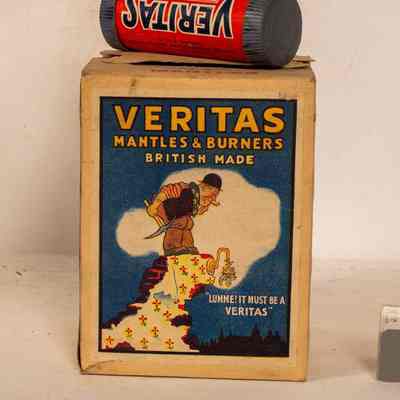 VERITAS
VERITAS
MANTLES & BURNERS
BRITISH MADE
"LUMME! IT MUST BE A
VERITAS"